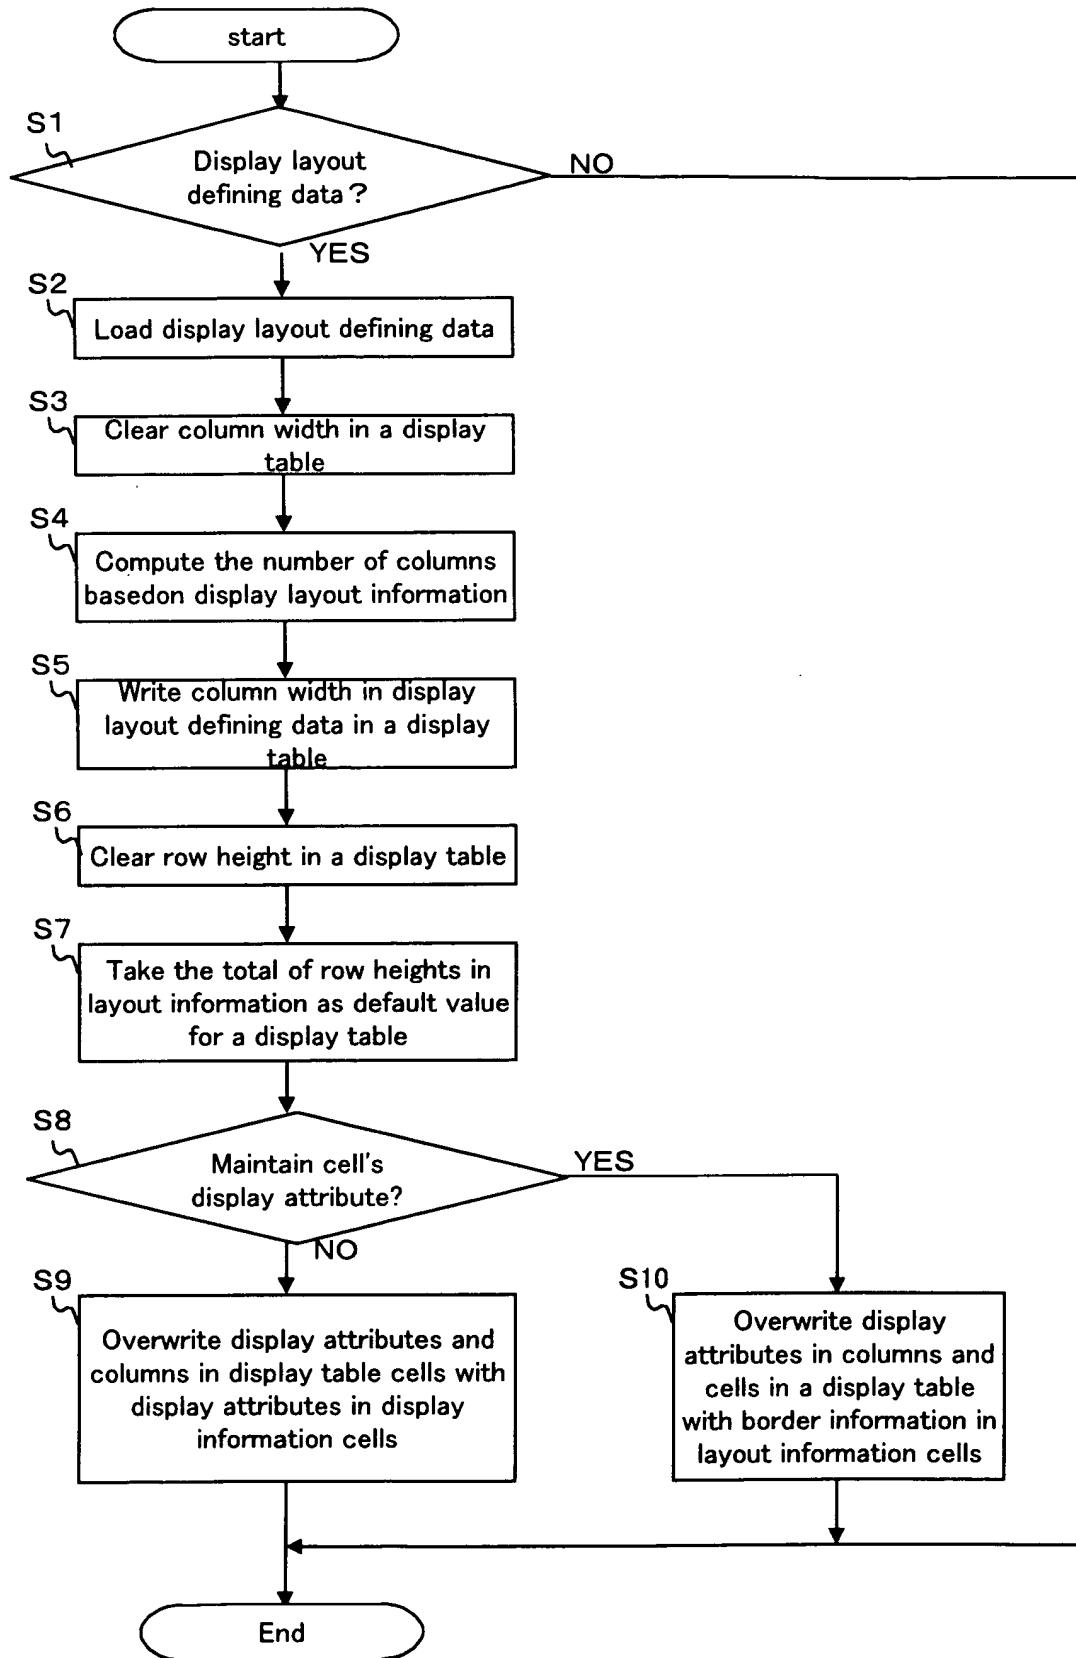 start
S1
Display layout
defining data?
NO
YES
S2
Load display layout defining data
S3
Clear column width in a display
table
S4
Compute the number of columns
basedon display layout information
S5
Write column width in display
layout defining data in a display
table
S6
Clear row height in a display table
S7
Take the total of row heights in
layout information as default value
for a display table
S8
Maintain cell's
display attribute?
YES
NO
S9
Overwrite display attributes and
columns in display table cells with
display attributes in display
information cells
S10
Overwrite display
attributes in columns and
cells in a display table
with border information in
layout information cells
End